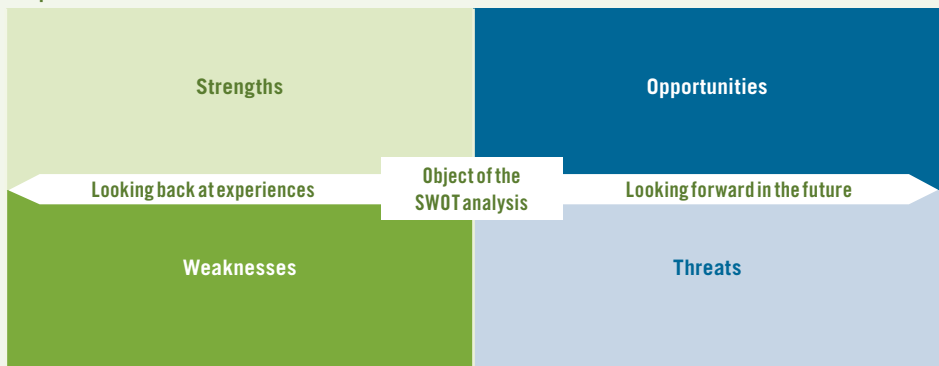 Strengths
Opportunities
Looking back at experiences
Object of the
SWOT analysis
Looking forward in the future
Weaknesses
Threats